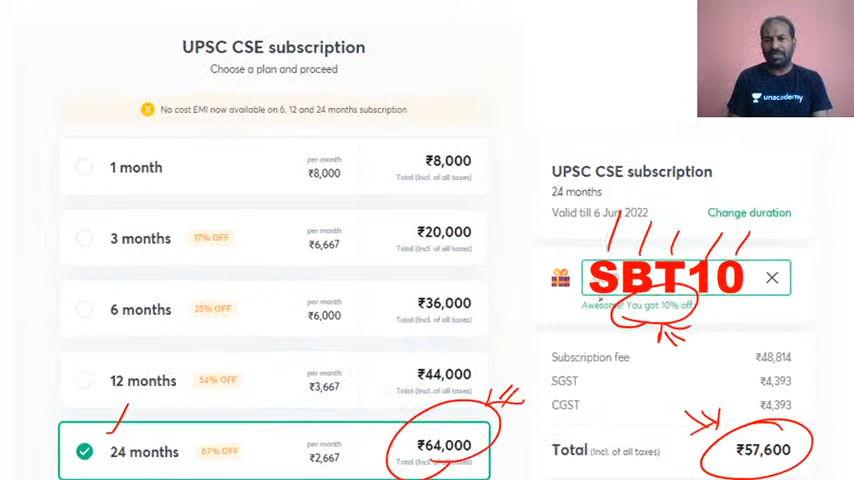 UPSC CSE subscription
Choose a plan and proceed
No cost EMI now available on 6, 12 and 24 months subscription
1 month
per month
₹8,000
₹8,000
Total (Incl. of all taxes)
3 months
17% OFF
per month
₹6,667
₹20,000
Total (Incl. of all taxes)
6 months
25% OFF
per month
₹6,000
₹36,000
Total (Incl. of all taxes)
12 months
54% OFF
per month
₹3,667
₹44,000
Total (Incl. of all taxes)
24 months
67% OFF
per month
₹2,667
₹64,000
Total (Incl. of all taxes)
unacademy
UPSC CSE subscription
24 months
Valid till 6 Jun, 2022
Change duration
SBT10
Awesome! You got 10% off
Subscription fee
₹48,814
SGST
₹4,393
CGST
₹4,393
Total (Incl. of all taxes)
₹57,600